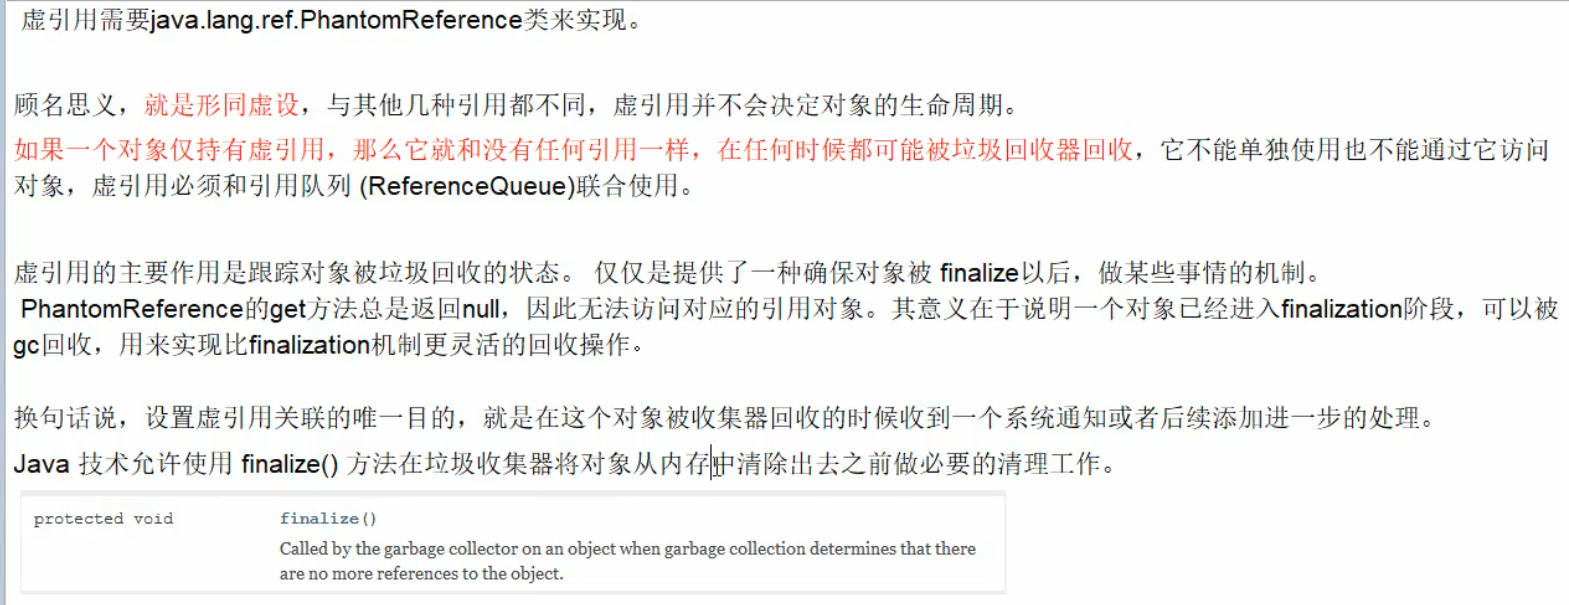 虚引用需要java.lang.ref.PhantomReference类来实现。
顾名思义，就是形同虚设，与其他几种引用都不同，虚引用并不会决定对象的生命周期。
如果一个对象仅持有虚引用，那么它就和没有任何引用一样，在任何时候都可能被垃圾回收器回收，它不能单独使用也不能通过它访问
对象，虚引用必须和引用队列 (ReferenceQueue)联合使用。
虚引用的主要作用是跟踪对象被垃圾回收的状态。 仅仅是提供了一种确保对象被 finalize以后，做某些事情的机制。
PhantomReference的get方法总是返回null，因此无法访问对应的引用对象。其意义在于说明一个对象已经进入finalization阶段，可以被
gc回收，用来实现比finalization机制更灵活的回收操作。
换句话说，设置虚引用关联的唯一目的，就是在这个对象被收集器回收的时候收到一个系统通知或者后续添加进一步的处理。
Java 技术允许使用 finalize() 方法在垃圾收集器将对象从内存中清除出去之前做必要的清理工作。
protected void finalize()
Called by the garbage collector on an object when garbage collection determines that there
are no more references to the object.